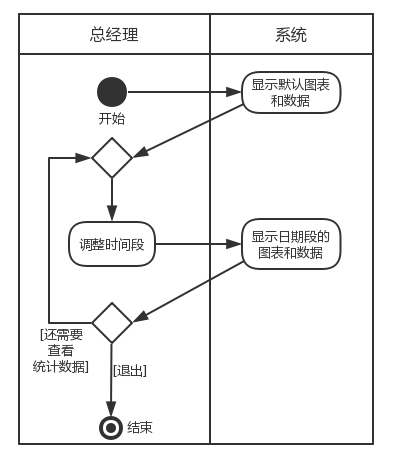 总经理
系统
显示默认图表
和数据
开始
调整时间段
显示日期段的
图表和数据
[还需要
查看
统计数据]
[退出]
结束